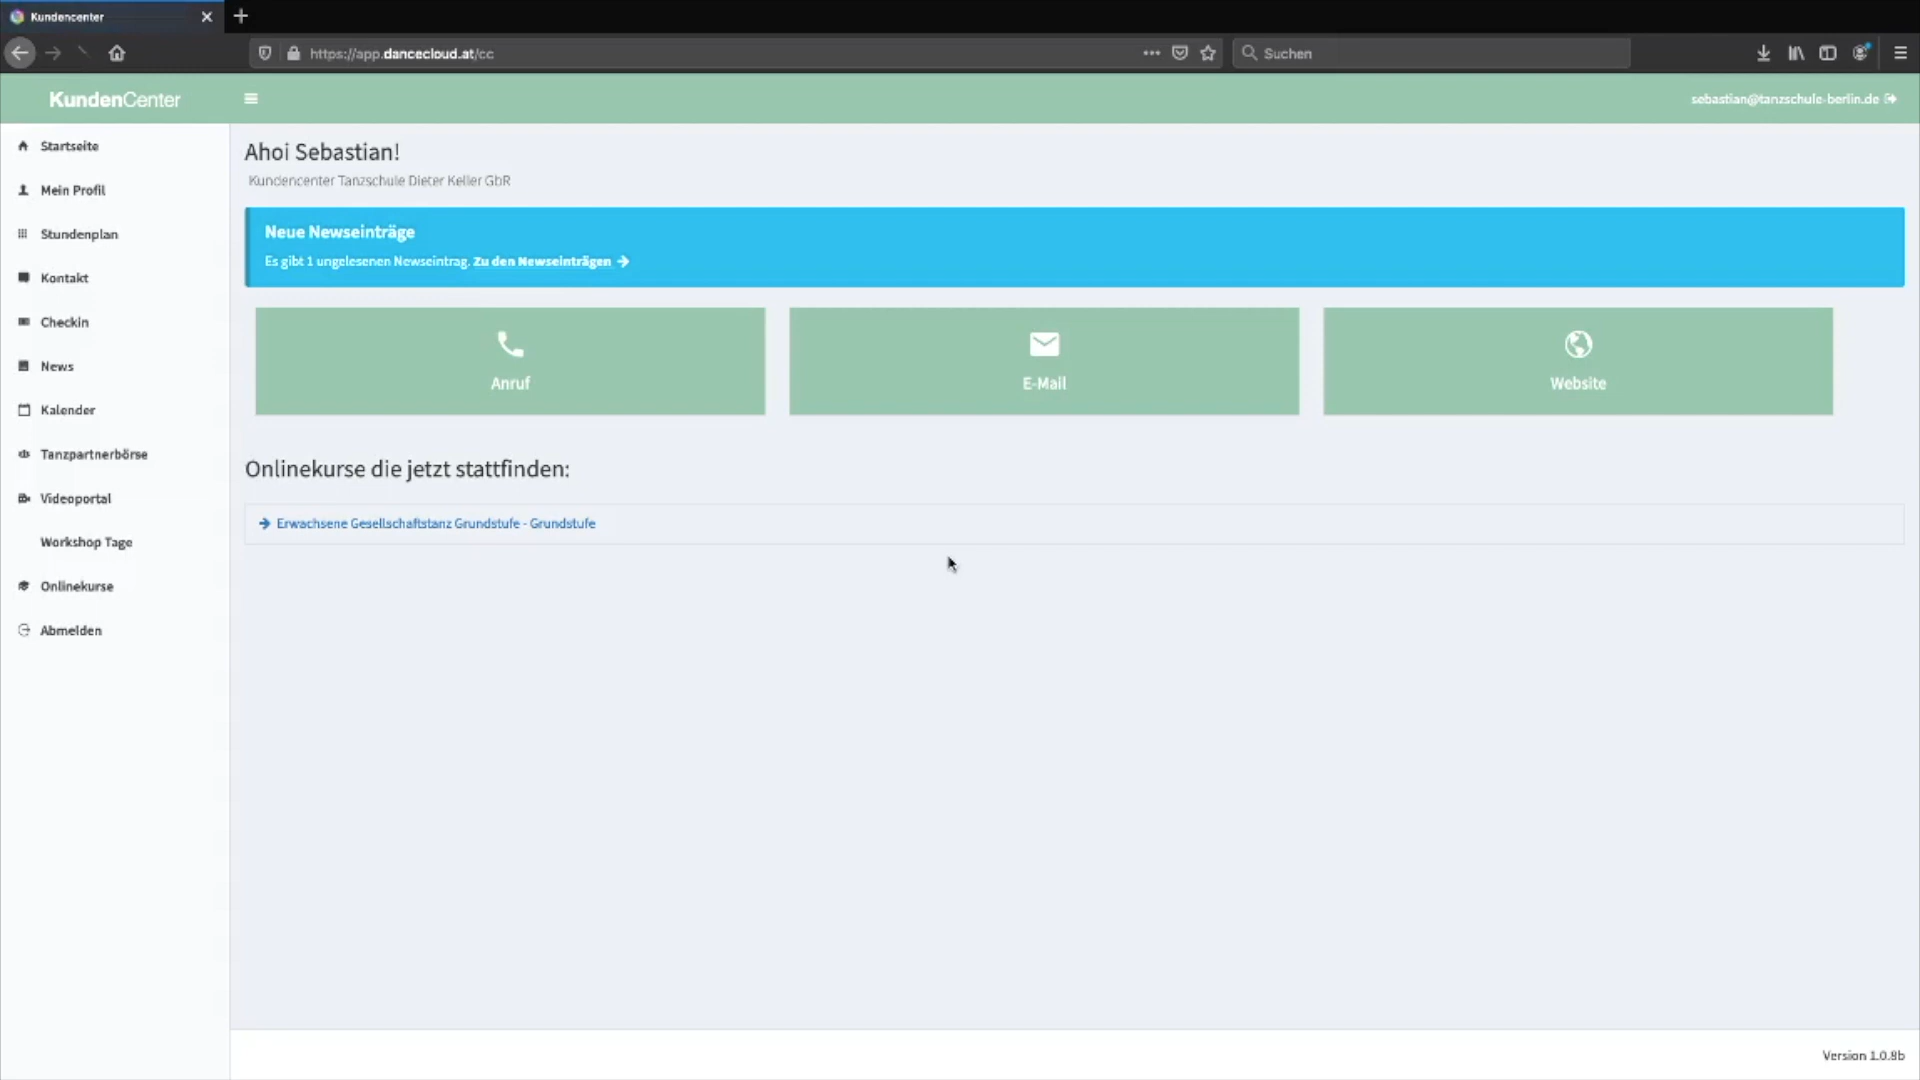 Kundencenter
https://app.dancecloud.at/cc
Suchen
KundenCenter
sebastian@tanzschule-berlin.de
Startseite
Mein Profil
Stundenplan
Kontakt
Checkin
News
Kalender
Tanzpartnerbörse
Videoportal
Workshop Tage
Onlinekurse
Abmelden
Ahoi Sebastian!
Kundencenter Tanzschule Dieter Keller GbR
Neue Newseinträge
Es gibt 1 ungelesenen Newseintrag. Zu den Newseinträgen
Anruf
E-Mail
Website
Onlinekurse die jetzt stattfinden:
Erwachsene Gesellschaftstanz Grundstufe - Grundstufe
Version 1.0.8b